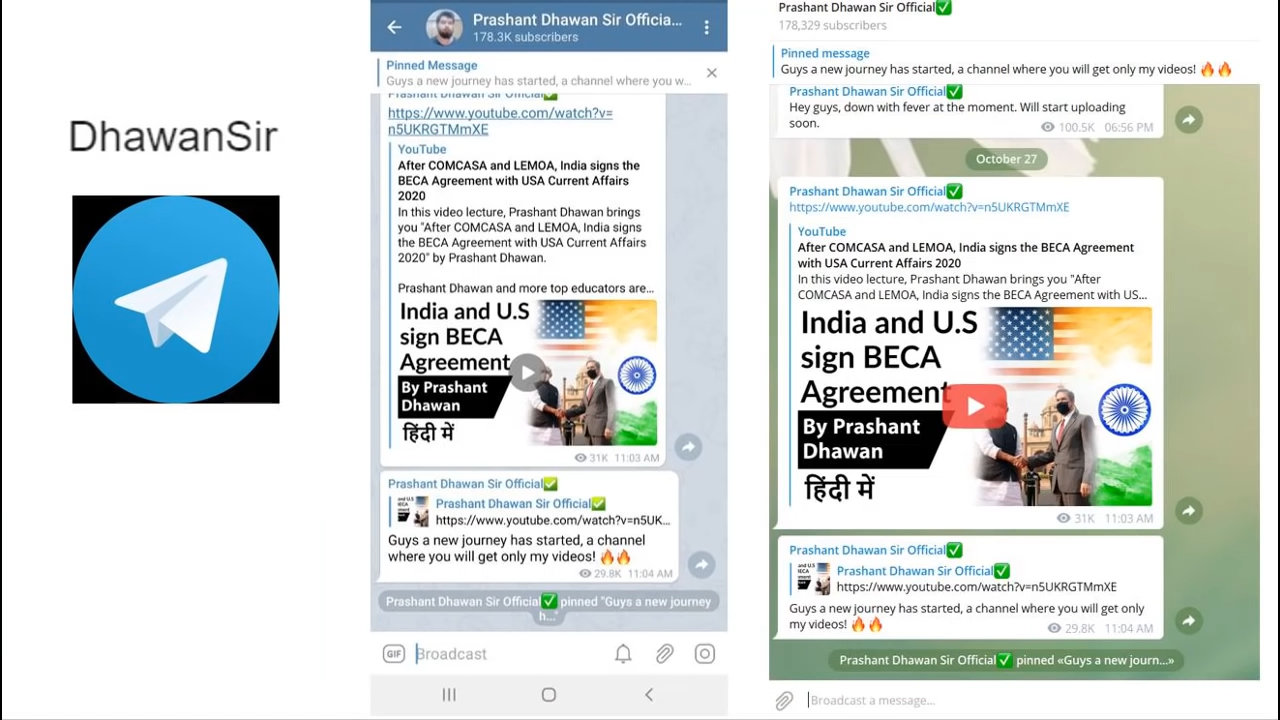 DhawanSir
Prashant Dhawan Sir Officia...
178.3K subscribers
Pinned Message
Guys a new journey has started, a channel where you w...
Prashant Dhawan Sir Official✅
https://www.youtube.com/watch?v=
n5UKRGTMmXE
YouTube
After COMCASA and LEMOA, India signs the
BECA Agreement with USA Current Affairs
2020
In this video lecture, Prashant Dhawan brings
you "After COMCASA and LEMOA, India signs
the BECA Agreement with USA Current Affairs
2020" by Prashant Dhawan.
Prashant Dhawan and more top educators are...
India and U.S
sign BECA
Agreement
By Prashant
Dhawan
हिंदी में
31K 11:03 AM
Prashant Dhawan Sir Official✅
Prashant Dhawan Sir Official✅
https://www.youtube.com/watch?v=n5UK...
Guys a new journey has started, a channel
where you will get only my videos! 🔥🔥
29.8K 11:04 AM
Prashant Dhawan Sir Official✅ pinned "Guys a new journey
h..."
GIF Broadcast
Prashant Dhawan Sir Official✅
178,329 subscribers
Pinned message
Guys a new journey has started, a channel where you will get only my videos! 🔥🔥
Prashant Dhawan Sir Official✅
Hey guys, down with fever at the moment. Will start uploading
soon.
100.5K 06:56 PM
October 27
Prashant Dhawan Sir Official✅
https://www.youtube.com/watch?v=n5UKRGTMmXE
YouTube
After COMCASA and LEMOA, India signs the BECA Agreement
with USA Current Affairs 2020
In this video lecture, Prashant Dhawan brings you "After
COMCASA and LEMOA, India signs the BECA Agreement with US...
India and U.S
sign BECA
Agreement
By Prashant
Dhawan
हिंदी में
31K 11:03 AM
Prashant Dhawan Sir Official✅
Prashant Dhawan Sir Official✅
https://www.youtube.com/watch?v=n5UKRGTMmXE
Guys a new journey has started, a channel where you will get only
my videos! 🔥🔥
29.8K 11:04 AM
Prashant Dhawan Sir Official✅ pinned «Guys a new journ...»
Broadcast a message...